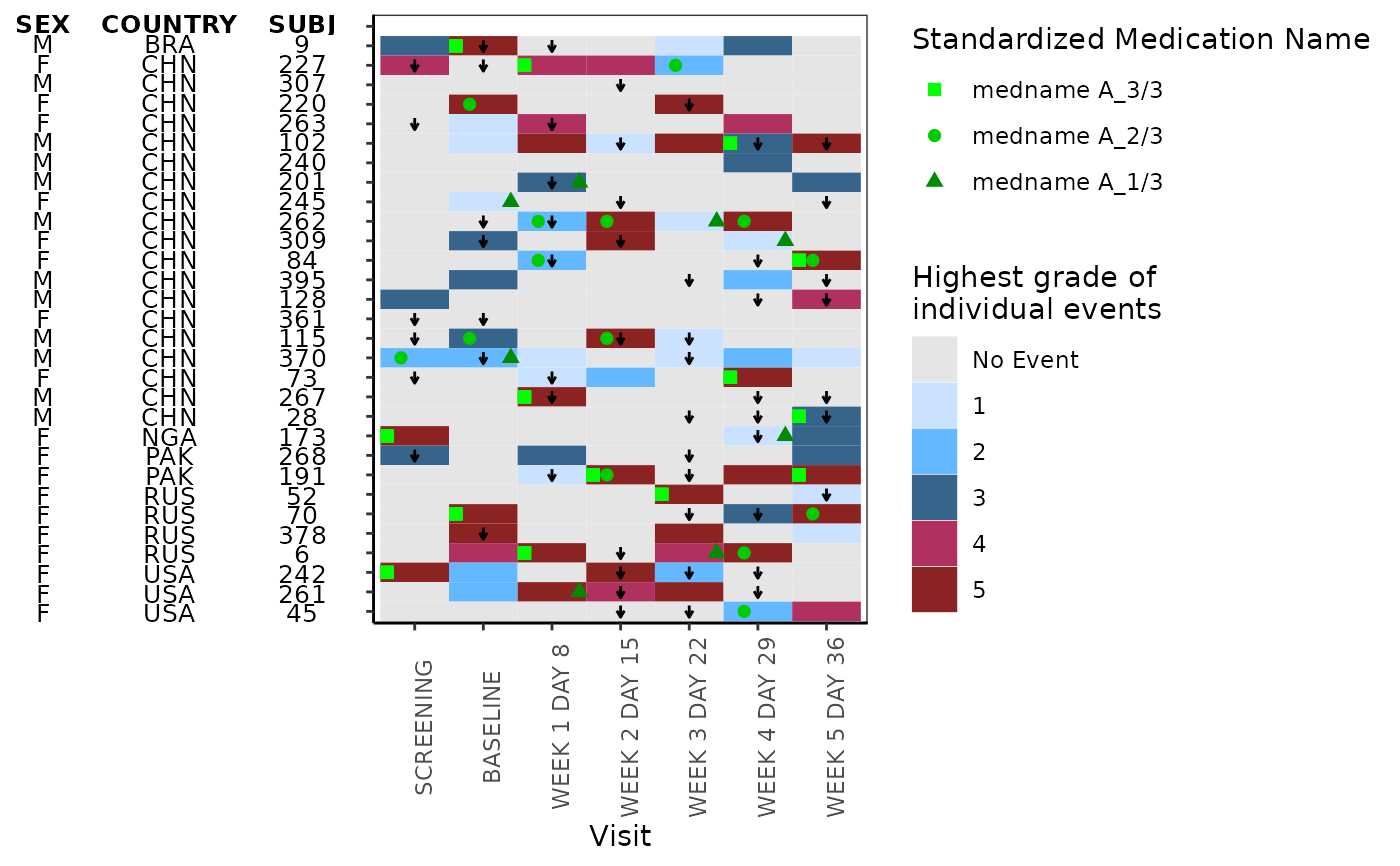 SEX COUNTRY SUBJ
M BRA 9
F CHN 227
M CHN 307
F CHN 220
F CHN 263
M CHN 102
M CHN 240
M CHN 201
F CHN 245
M CHN 262
F CHN 309
F CHN 84
M CHN 395
M CHN 128
F CHN 361
M CHN 115
M CHN 370
F CHN 73
M CHN 267
M CHN 28
F NGA 173
F PAK 268
F PAK 191
F RUS 52
F RUS 70
F RUS 378
F RUS 6
F USA 242
F USA 261
F USA 45
SCREENING
BASELINE
WEEK 1 DAY 8
WEEK 2 DAY 15
WEEK 3 DAY 22
WEEK 4 DAY 29
WEEK 5 DAY 36
Visit
Standardized Medication Name
medname A_3/3
medname A_2/3
medname A_1/3
Highest grade of
individual events
No Event
1
2
3
4
5